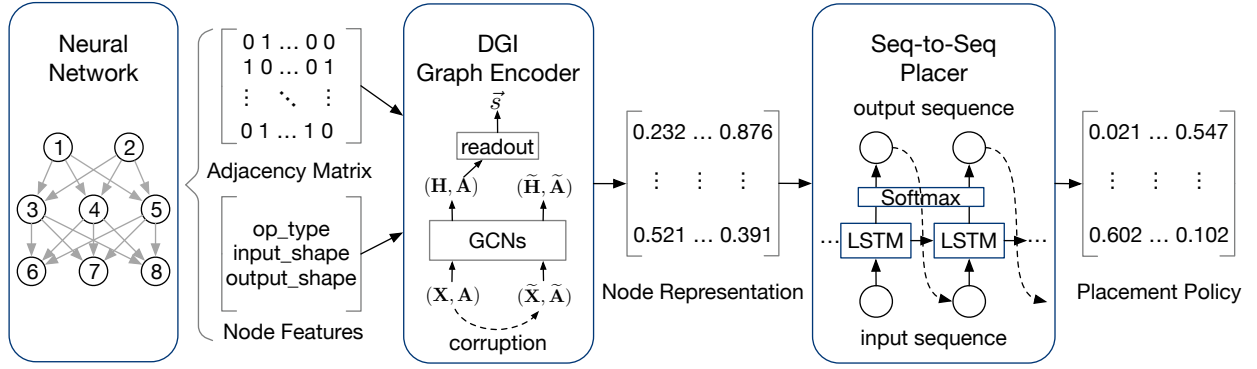 Neural
Network
1 2
3 4 5
6 7 8
0 1 … 0 0
1 0 … 0 1
⋮ ⋱ ⋮
0 1 … 1 0
Adjacency Matrix
op_type
input_shape
output_shape
Node Features
DGI
Graph Encoder
s⃗
readout
(H, A) (H̃, Ã)
GCNs
(X, A) (X̃, Ã)
corruption
0.232 … 0.876
⋮ ⋮ ⋮
0.521 … 0.391
Node Representation
Seq-to-Seq
Placer
output sequence
Softmax
… LSTM LSTM …
input sequence
0.021 … 0.547
⋮ ⋮ ⋮
0.602 … 0.102
Placement Policy